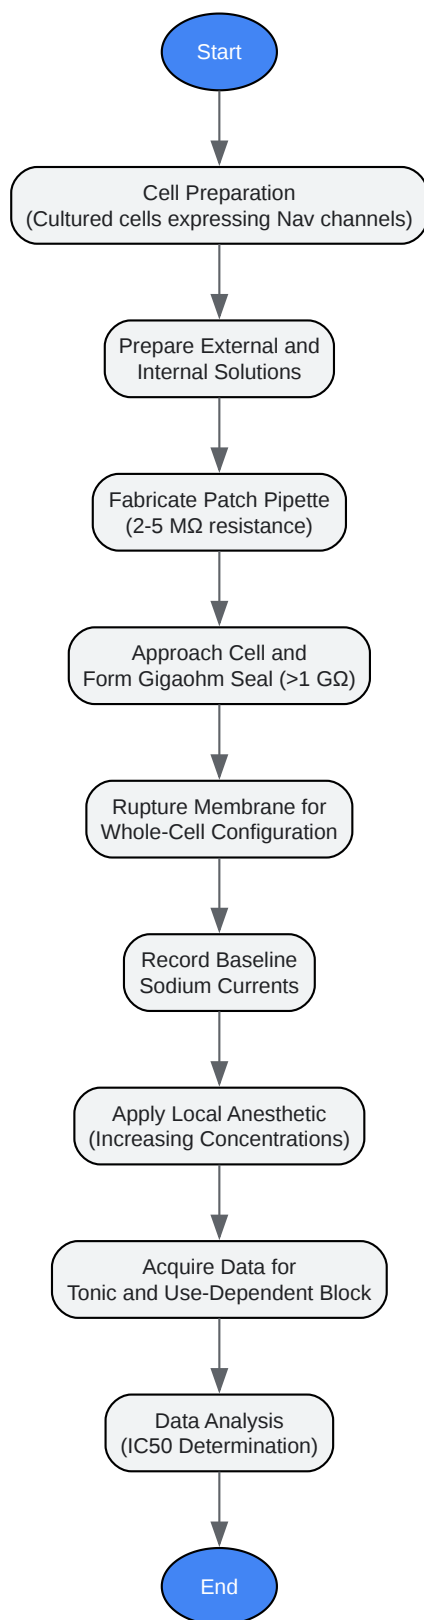 Start
Cell Preparation
(Cultured cells expressing Nav channels)
Prepare External and
Internal Solutions
Fabricate Patch Pipette
(2-5 MΩ resistance)
Approach Cell and
Form Gigaohm Seal (>1 GΩ)
Rupture Membrane for
Whole-Cell Configuration
Record Baseline
Sodium Currents
Apply Local Anesthetic
(Increasing Concentrations)
Acquire Data for
Tonic and Use-Dependent Block
Data Analysis
(IC50 Determination)
End